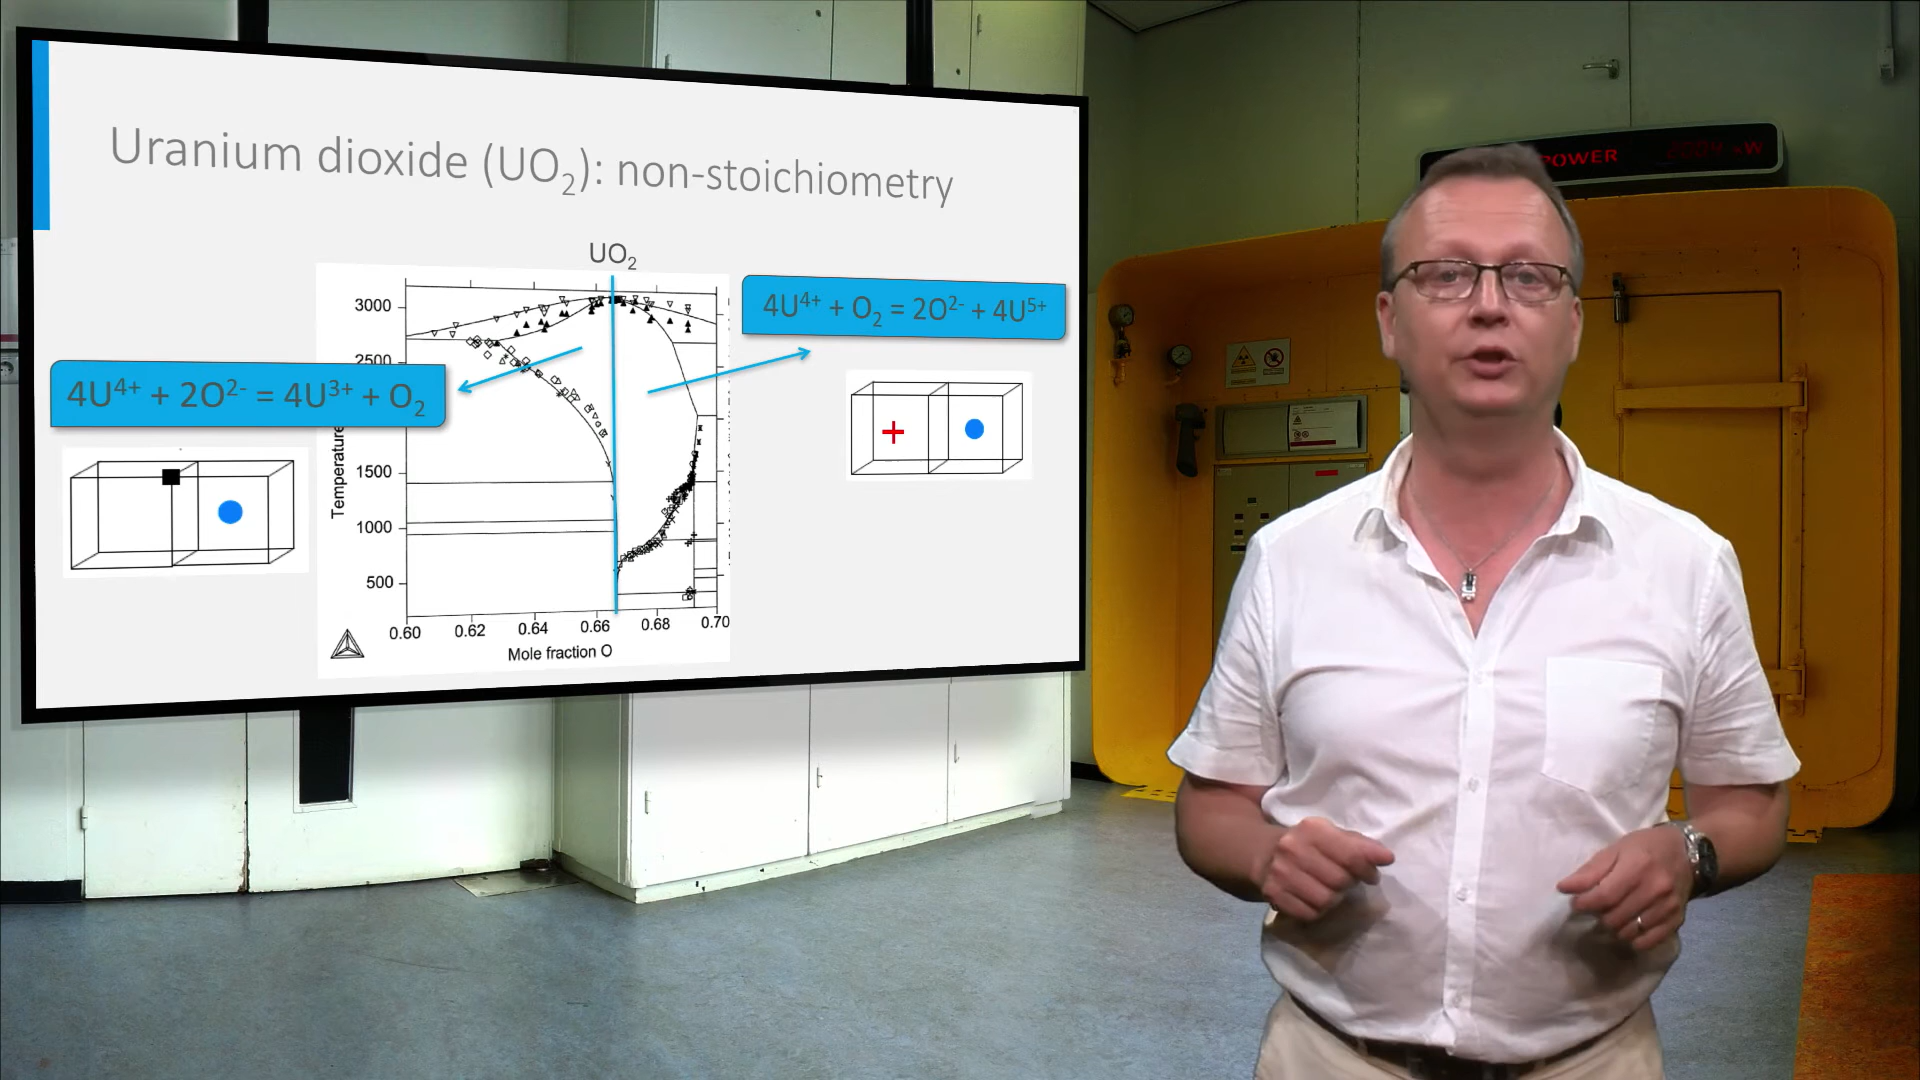 Uranium dioxide (UO₂): non-stoichiometry
UO₂
4U⁴⁺ + O₂ = 2O²⁻ + 4U⁵⁺
4U⁴⁺ + 2O²⁻ = 4U³⁺ + O₂
3000
2500
1500
1000
500
Temperature
0.60 0.62 0.64 0.66 0.68 0.70
Mole fraction O
POWER